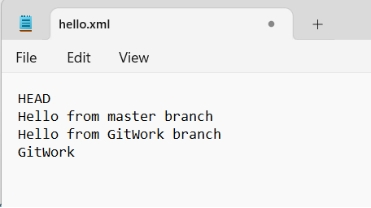 hello.xml
File Edit View
HEAD
Hello from master branch
Hello from GitWork branch
GitWork